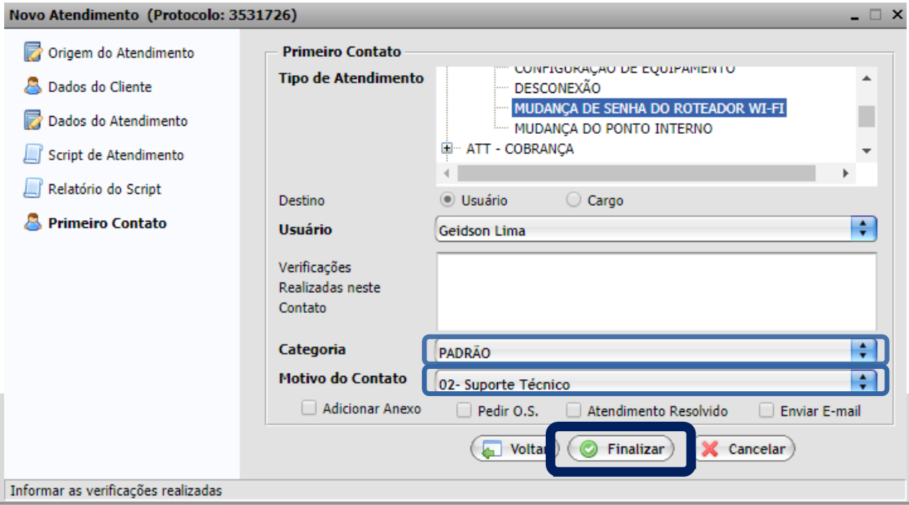 Novo Atendimento (Protocolo: 3531726)
Origem do Atendimento
Dados do Cliente
Dados do Atendimento
Script de Atendimento
Relatório do Script
Primeiro Contato
Primeiro Contato
Tipo de Atendimento
CONFIGURAÇÃO DE EQUIPAMENTO
DESCONEXÃO
MUDANÇA DE SENHA DO ROTEADOR WI-FI
MUDANÇA DO PONTO INTERNO
ATT - COBRANÇA
Destino
Usuário
Cargo
Usuário
Geidson Lima
Verificações
Realizadas neste
Contato
Categoria
PADRÃO
Motivo do Contato
02- Suporte Técnico
Adicionar Anexo
Pedir O.S.
Atendimento Resolvido
Enviar E-mail
Voltar
Finalizar
Cancelar
Informar as verificações realizadas